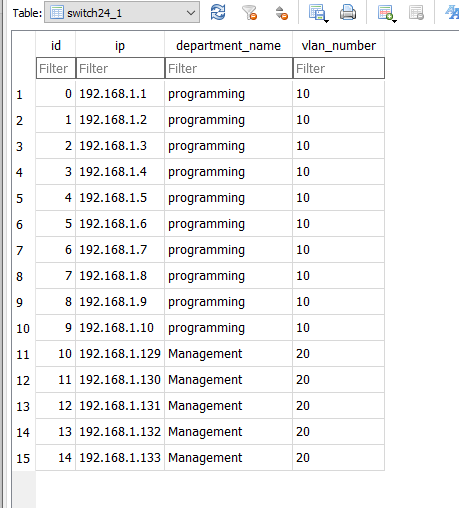 Table: switch24_1
id ip department_name vlan_number
Filter Filter Filter Filter
1 0 192.168.1.1 programming 10
2 1 192.168.1.2 programming 10
3 2 192.168.1.3 programming 10
4 3 192.168.1.4 programming 10
5 4 192.168.1.5 programming 10
6 5 192.168.1.6 programming 10
7 6 192.168.1.7 programming 10
8 7 192.168.1.8 programming 10
9 8 192.168.1.9 programming 10
10 9 192.168.1.10 programming 10
11 10 192.168.1.129 Management 20
12 11 192.168.1.130 Management 20
13 12 192.168.1.131 Management 20
14 13 192.168.1.132 Management 20
15 14 192.168.1.133 Management 20